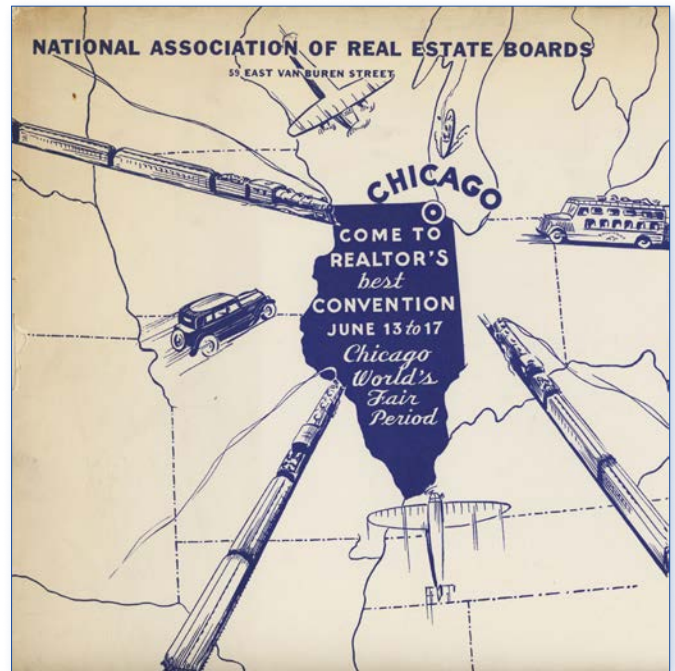 NATIONAL ASSOCIATION OF REAL ESTATE BOARDS
59 EAST VAN BUREN STREET
CHICAGO
COME TO
REALTOR'S
best
CONVENTION
JUNE 13 to 17
Chicago
World's
Fair
Period